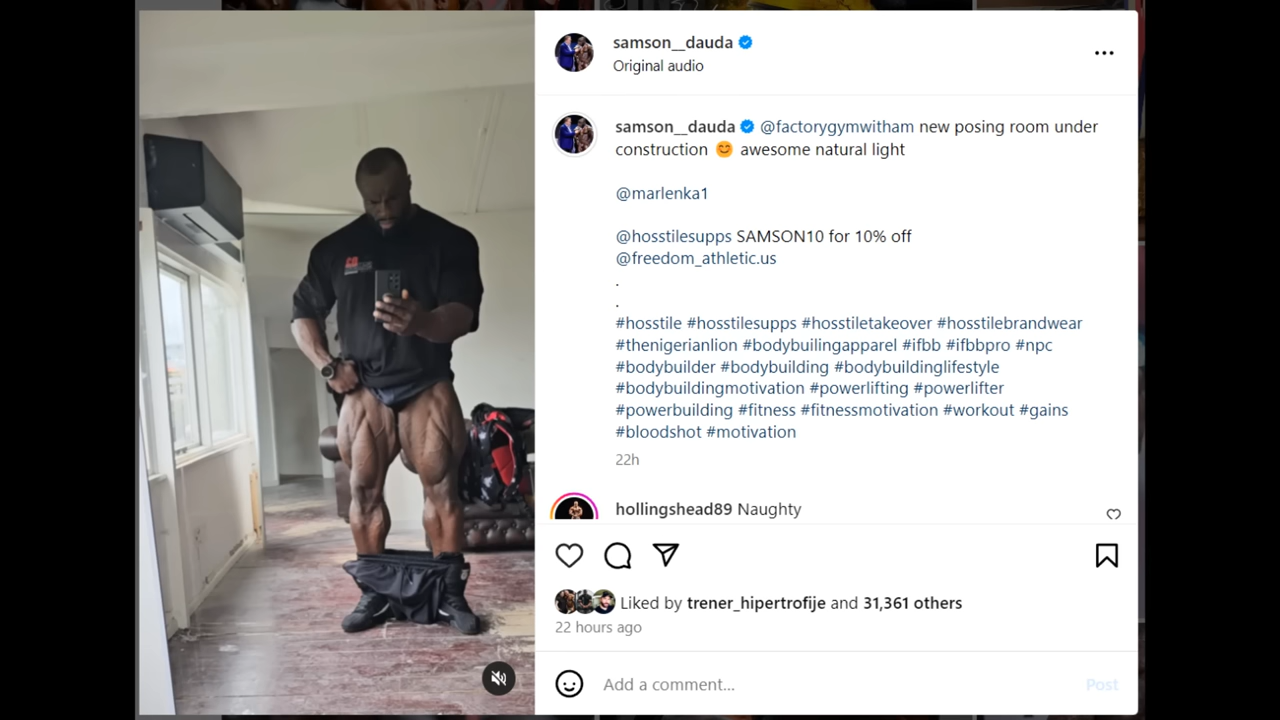 samson__dauda
Original audio
samson__dauda @factorygymwitham new posing room under
construction 😊 awesome natural light
@marlenka1
@hosstilesupps SAMSON10 for 10% off
@freedom_athletic.us
.
.
#hosstile #hosstilesupps #hosstiletakeover #hosstilebrandwear
#thenigerianlion #bodybuilingapparel #ifbb #ifbbpro #npc
#bodybuilder #bodybuilding #bodybuildinglifestyle
#bodybuildingmotivation #powerlifting #powerlifter
#powerbuilding #fitness #fitnessmotivation #workout #gains
#bloodshot #motivation
22h
hollingshead89 Naughty
Liked by trener_hipertrofije and 31,361 others
22 hours ago
Add a comment...
Post